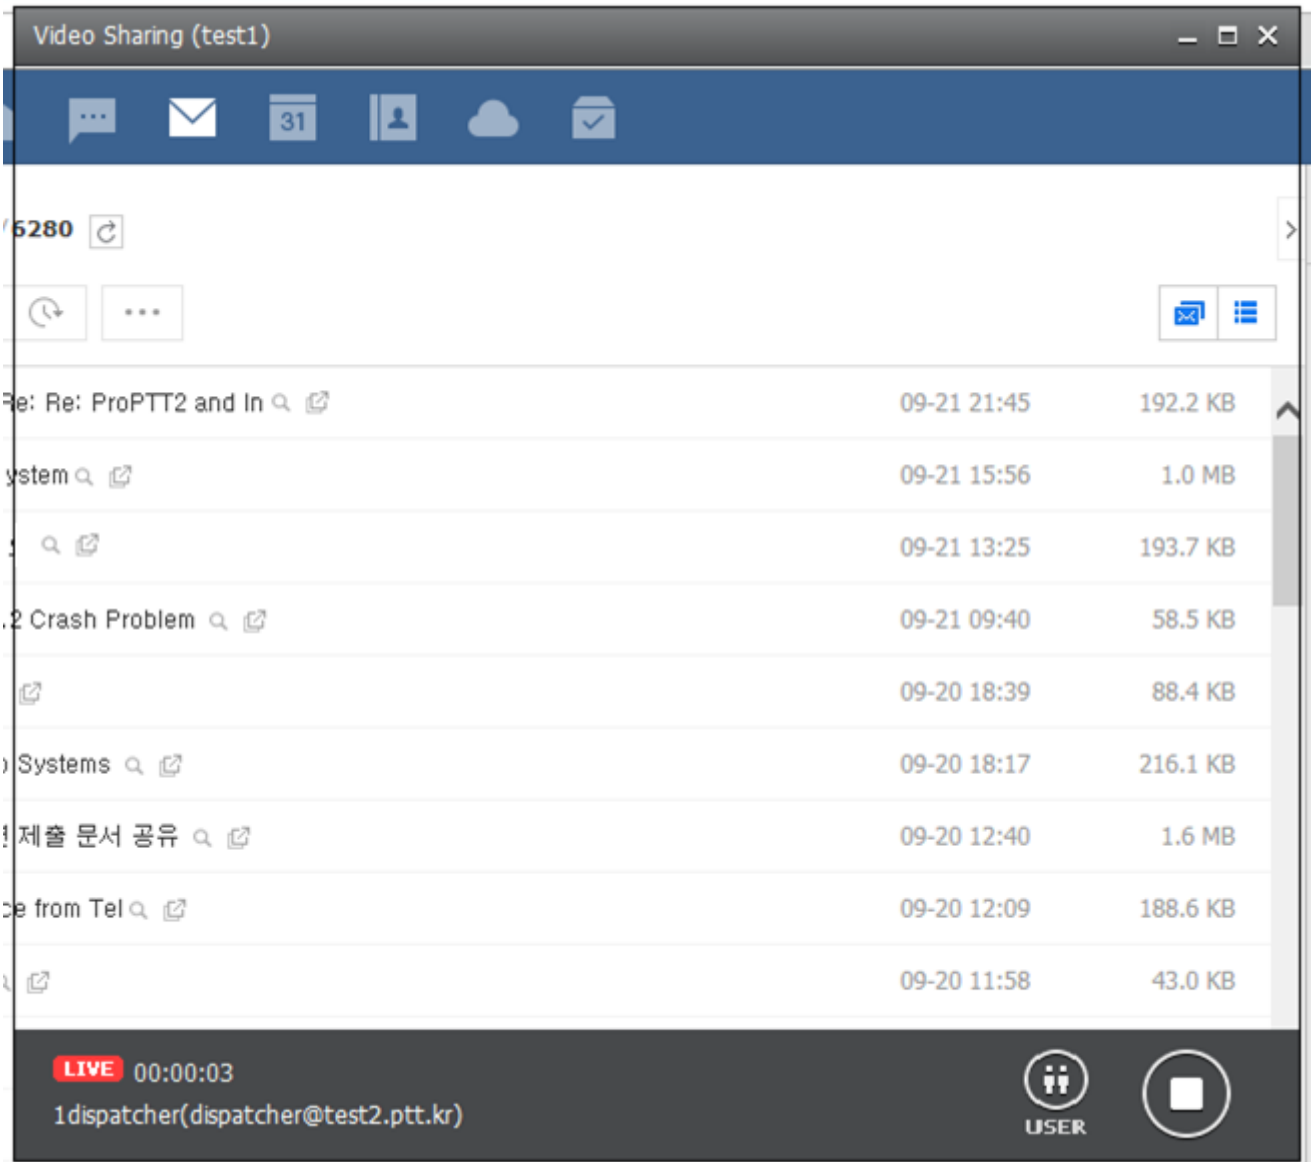 Video Sharing (test1)
31
/6280
Re: Re: ProPTT2 and In 09-21 21:45 192.2 KB
ystem 09-21 15:56 1.0 MB
09-21 13:25 193.7 KB
.2 Crash Problem 09-21 09:40 58.5 KB
09-20 18:39 88.4 KB
Systems 09-20 18:17 216.1 KB
제출 문서 공유 09-20 12:40 1.6 MB
ce from Tel 09-20 12:09 188.6 KB
09-20 11:58 43.0 KB
LIVE 00:00:03
1dispatcher(dispatcher@test2.ptt.kr)
USER